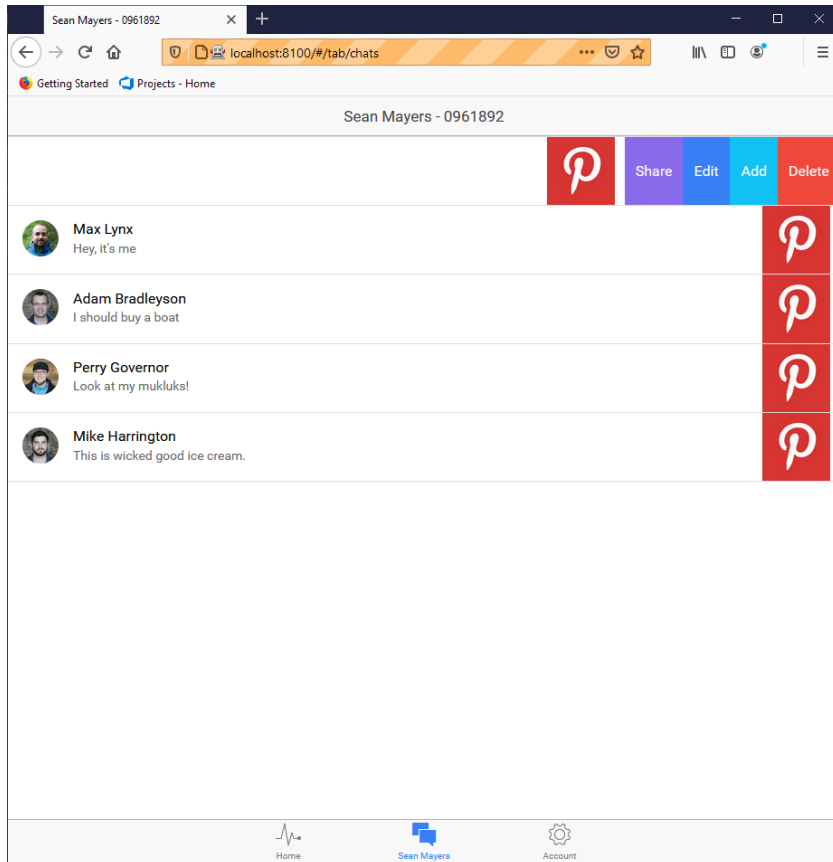 Sean Mayers - 0961892
localhost:8100/#/tab/chats
Getting Started Projects - Home
Sean Mayers - 0961892
Share Edit Add Delete
Max Lynx
Hey, it's me
Adam Bradleyson
I should buy a boat
Perry Governor
Look at my mukluks!
Mike Harrington
This is wicked good ice cream.
Home Sean Mayers Account